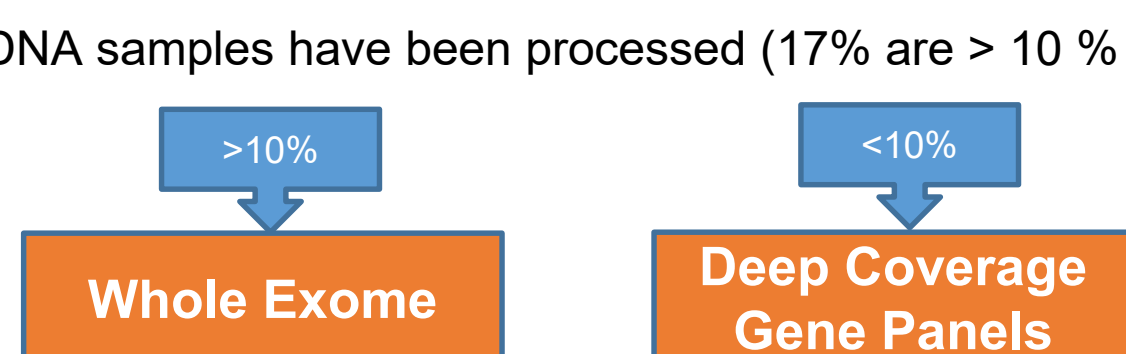 DNA samples have been processed (17% are > 10 %
>10%
<10%
Whole Exome
Deep Coverage
Gene Panels